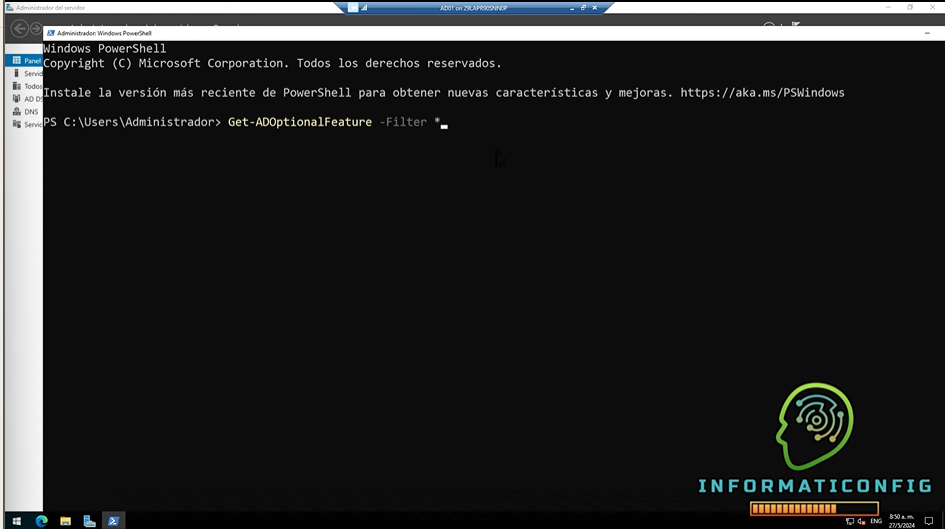 Administrador del servidor
AD01 on 29LAPR90SNN0P
Administrador: Windows PowerShell
Windows PowerShell
Copyright (C) Microsoft Corporation. Todos los derechos reservados.
Instale la versión más reciente de PowerShell para obtener nuevas características y mejoras. https://aka.ms/PSWindows
PS C:\Users\Administrador> Get-ADOptionalFeature -Filter *
Panel
Servid
Todos
AD DS
DNS
Servic
INFORMATICONFIG
ENG
8:50 a. m.
27/5/2024